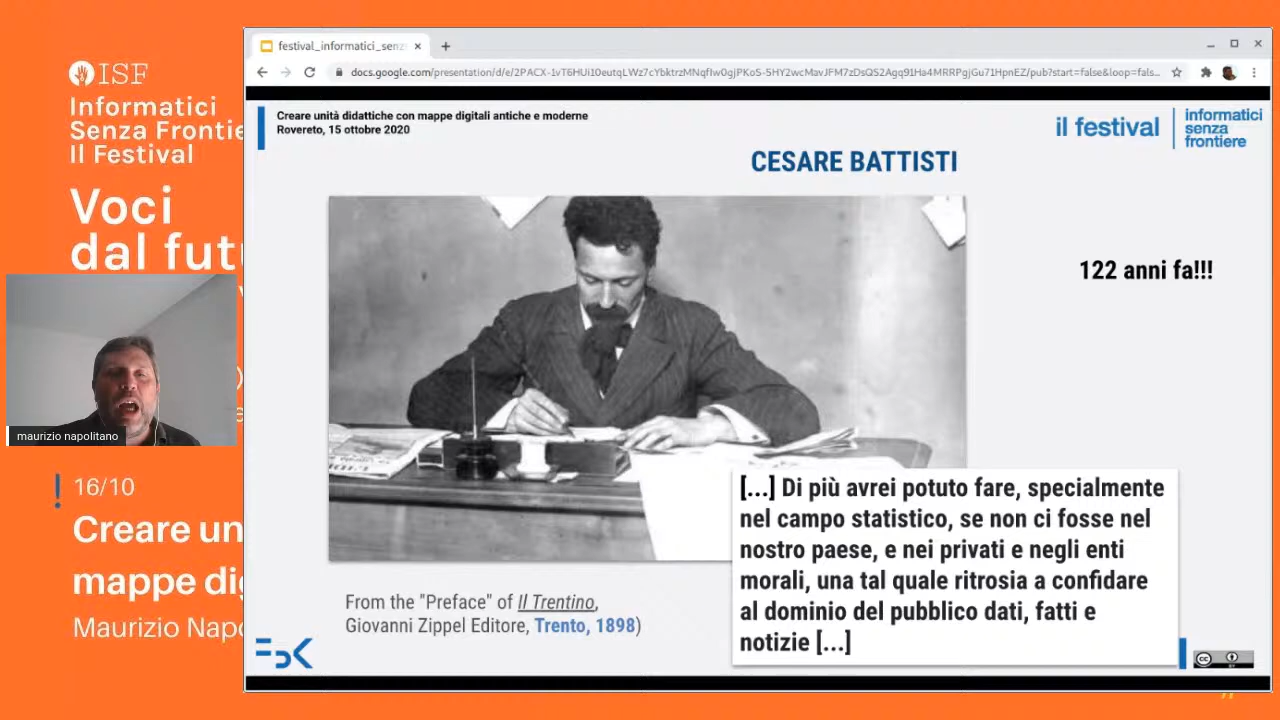 ISF
Informatici
Senza Frontie
Il Festival
Voci
dal futu
maurizio napolitano
16/10
Creare un
mappe dig
Maurizio Napo
festival_informatici_senz
docs.google.com/presentation/d/e/2PACX-1vT6HUi10eutqLWz7cYbktrzMNqfIw0gjPKoS-5HY2wcMavJFM7zDsQS2Agq91Ha4MRRPgjGu71HpnEZ/pub?start=false&loop=fals...
Creare unità didattiche con mappe digitali antiche e moderne
Rovereto, 15 ottobre 2020
il festival
informatici
senza
frontiere
CESARE BATTISTI
122 anni fa!!!
[...] Di più avrei potuto fare, specialmente
nel campo statistico, se non ci fosse nel
nostro paese, e nei privati e negli enti
morali, una tal quale ritrosia a confidare
al dominio del pubblico dati, fatti e
notizie [...]
From the "Preface" of Il Trentino,
Giovanni Zippel Editore, Trento, 1898)
FBK
cc
BY